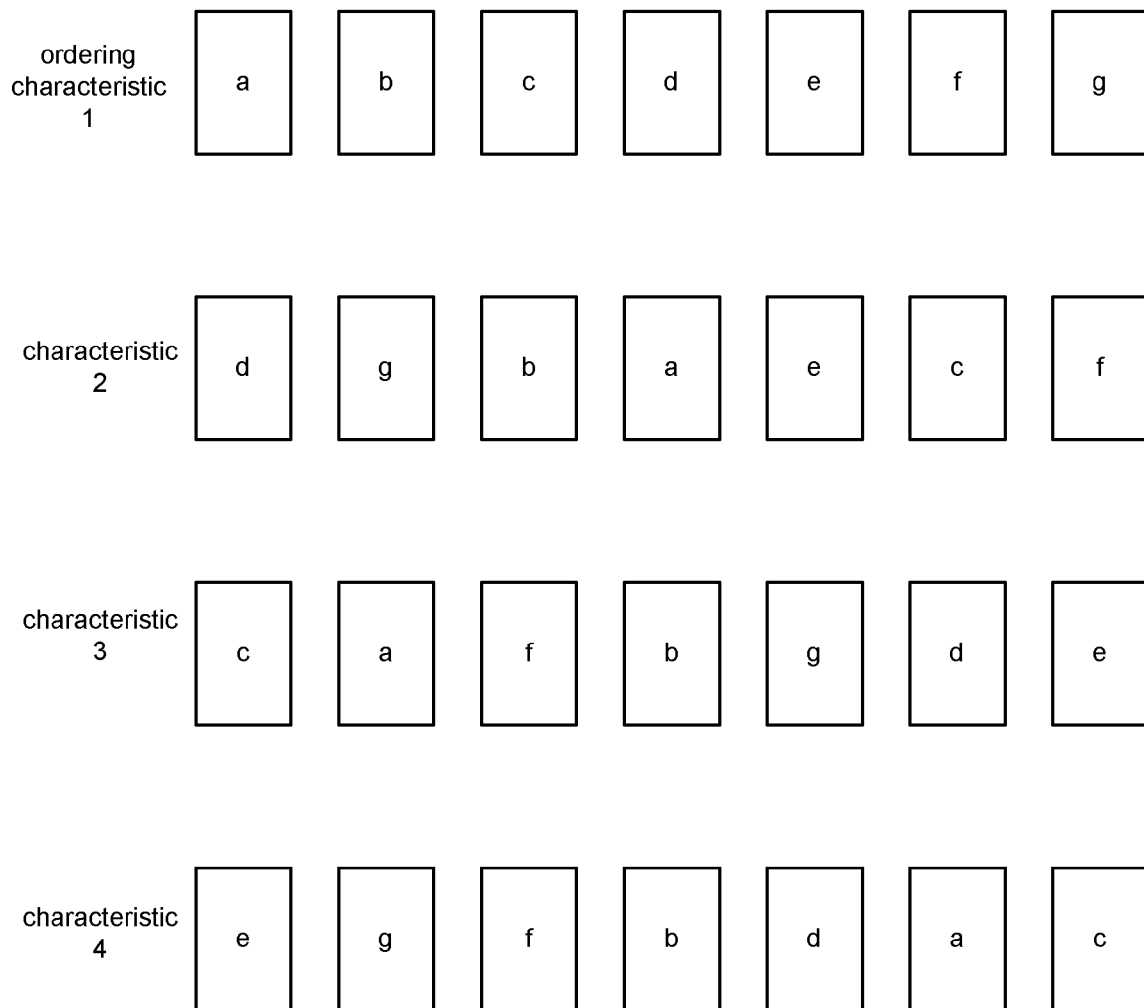 ordering
characteristic
1
a b c d e f g
characteristic
2
d g b a e c f
characteristic
3
c a f b g d e
characteristic
4
e g f b d a c